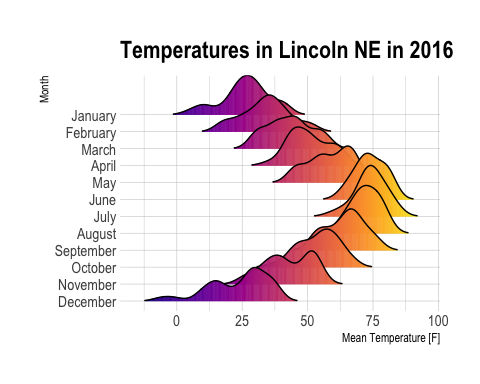 Temperatures in Lincoln NE in 2016
Month
January
February
March
April
May
June
July
August
September
October
November
December
0 25 50 75 100
Mean Temperature [F]